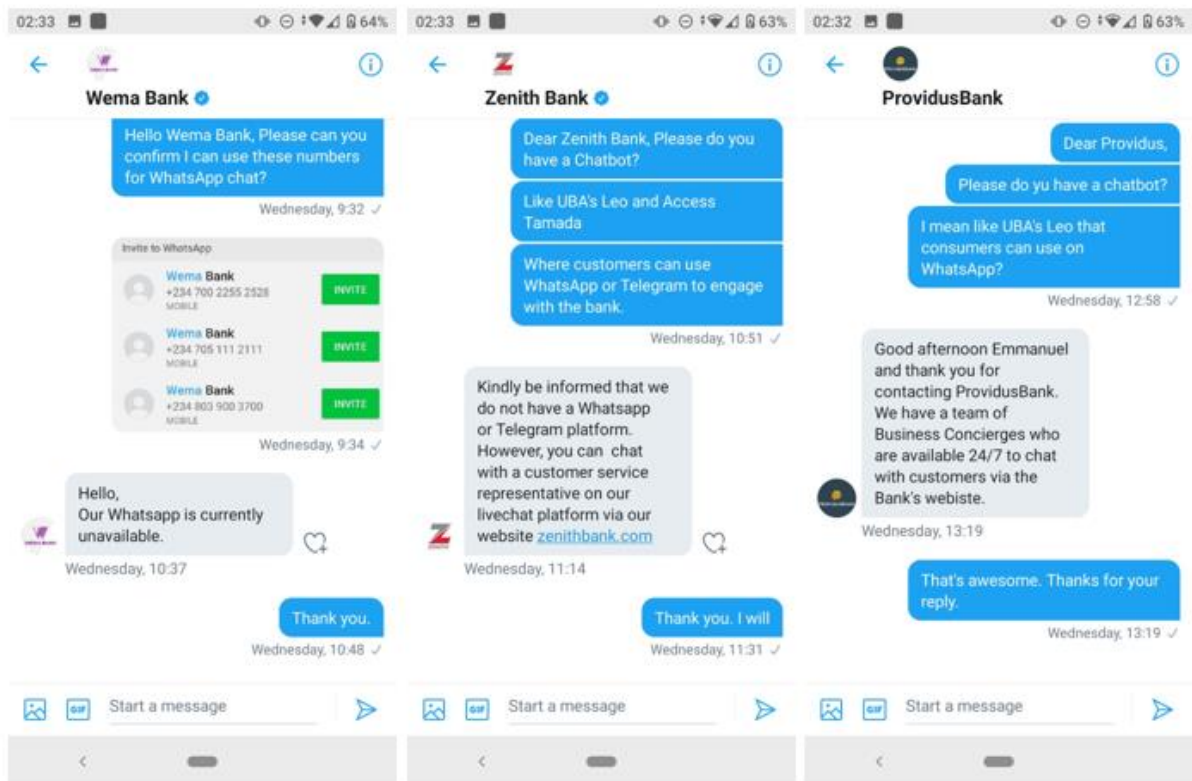 02:33
64%
Wema Bank
Hello Wema Bank, Please can you
confirm I can use these numbers
for WhatsApp chat?
Wednesday, 9:32
Invite to WhatsApp
Wema Bank
+234 700 2255 2528
MOBILE
INVITE
Wema Bank
+234 705 111 2111
MOBILE
INVITE
Wema Bank
+234 803 900 3700
MOBILE
INVITE
Wednesday, 9:34
Hello,
Our Whatsapp is currently
unavailable.
Wednesday, 10:37
Thank you.
Wednesday, 10:48
GIF
Start a message
02:33
63%
Zenith Bank
Dear Zenith Bank, Please do you
have a Chatbot?
Like UBA's Leo and Access
Tamada
Where customers can use
WhatsApp or Telegram to engage
with the bank.
Wednesday, 10:51
Kindly be informed that we
do not have a Whatsapp
or Telegram platform.
However, you can chat
with a customer service
representative on our
livechat platform via our
website zenithbank.com
Wednesday, 11:14
Thank you. I will
Wednesday, 11:31
GIF
Start a message
02:32
63%
ProvidusBank
Dear Providus,
Please do yu have a chatbot?
I mean like UBA's Leo that
consumers can use on
WhatsApp?
Wednesday, 12:58
Good afternoon Emmanuel
and thank you for
contacting ProvidusBank.
We have a team of
Business Concierges who
are available 24/7 to chat
with customers via the
Bank's webiste.
Wednesday, 13:19
That's awesome. Thanks for your
reply.
Wednesday, 13:19
GIF
Start a message